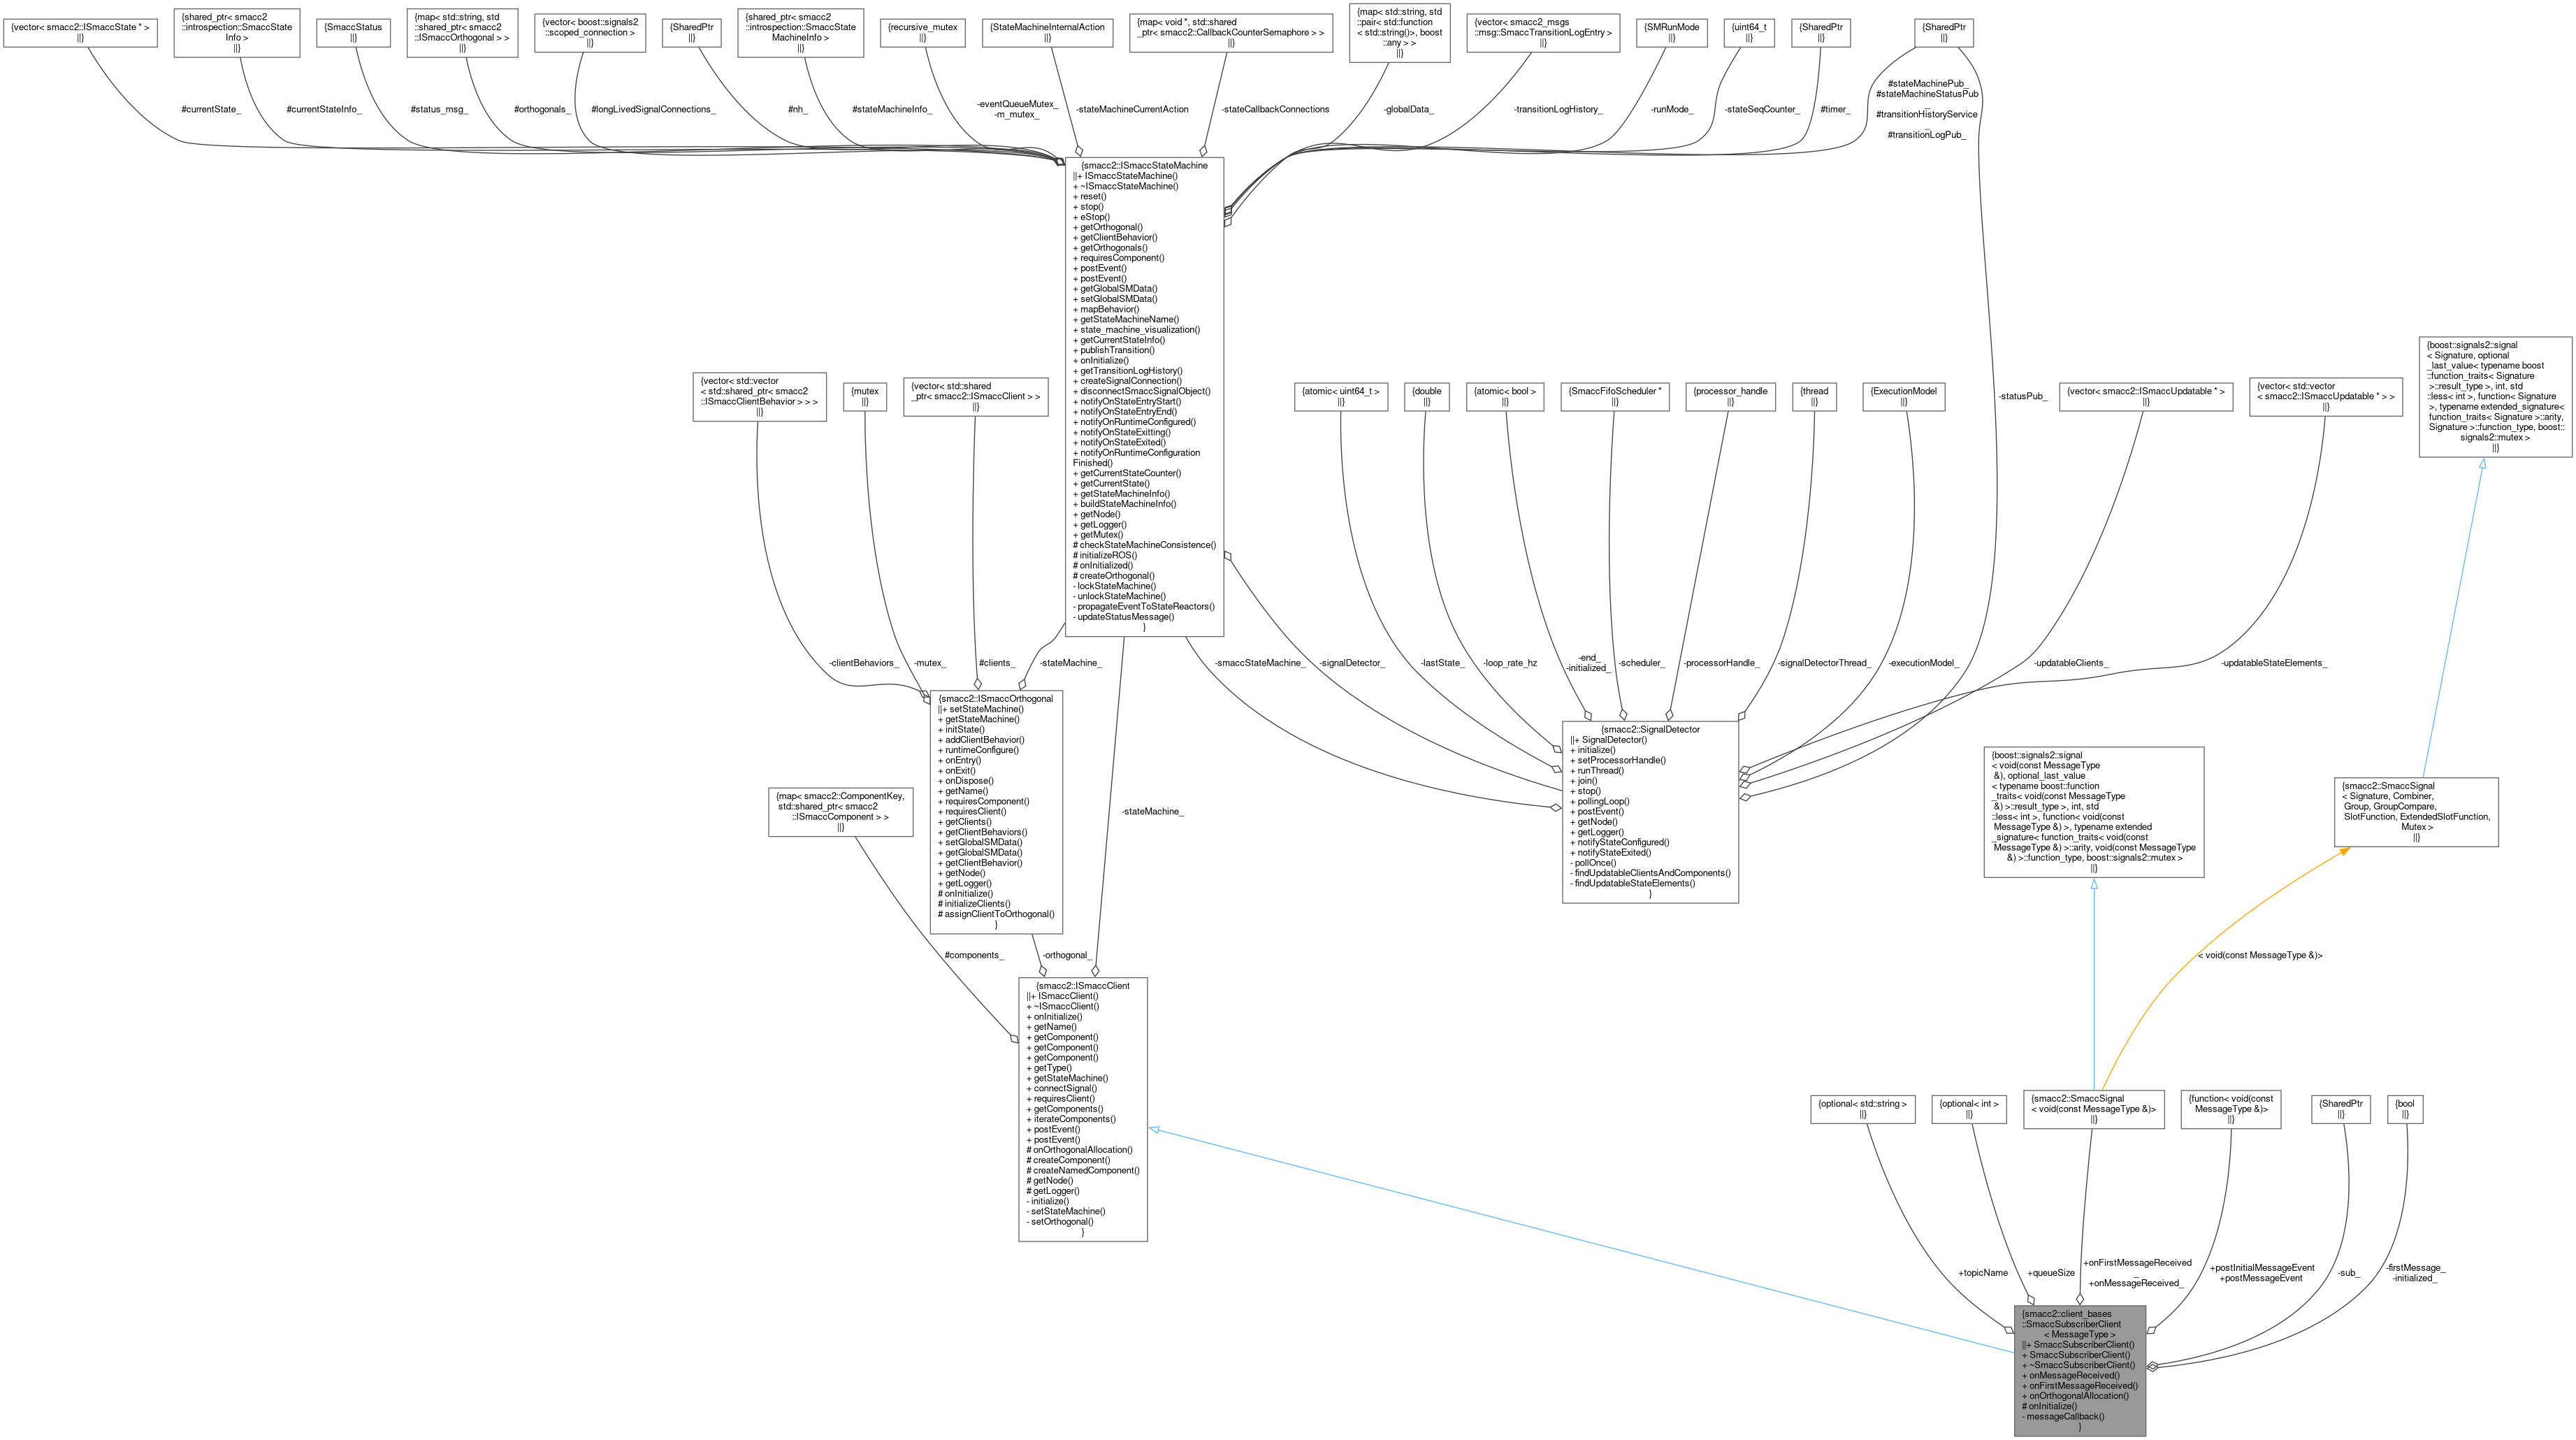 {vector< smacc2::ISmaccState * >
||}
{shared_ptr< smacc2
::introspection::SmaccState
Info >
||}
{SmaccStatus
||}
{map< std::string, std
::shared_ptr< smacc2
::ISmaccOrthogonal > >
||}
{vector< boost::signals2
::scoped_connection >
||}
{SharedPtr
||}
{shared_ptr< smacc2
::introspection::SmaccState
MachineInfo >
||}
{recursive_mutex
||}
{StateMachineInternalAction
||}
{map< void *, std::shared
_ptr< smacc2::CallbackCounterSemaphore > >
||}
{map< std::string, std
::pair< std::function
< std::string()>, boost
::any > >
||}
{vector< smacc2_msgs
::msg::SmaccTransitionLogEntry >
||}
{SMRunMode
||}
{uint64_t
||}
{SharedPtr
||}
{SharedPtr
||}
#currentState_
#currentStateInfo_
#status_msg_
#orthogonals_
#longLivedSignalConnections_
#nh_
#stateMachineInfo_
-eventQueueMutex_
-m_mutex_
-stateMachineCurrentAction
-stateCallbackConnections
-globalData_
-transitionLogHistory_
-runMode_
-stateSeqCounter_
#timer_
#stateMachinePub_
#stateMachineStatusPub
_
#transitionHistoryService
_
#transitionLogPub_
{smacc2::ISmaccStateMachine
||+ ISmaccStateMachine()
+ ~ISmaccStateMachine()
+ reset()
+ stop()
+ eStop()
+ getOrthogonal()
+ getClientBehavior()
+ getOrthogonals()
+ requiresComponent()
+ postEvent()
+ postEvent()
+ getGlobalSMData()
+ setGlobalSMData()
+ mapBehavior()
+ getStateMachineName()
+ state_machine_visualization()
+ getCurrentStateInfo()
+ publishTransition()
+ onInitialize()
+ getTransitionLogHistory()
+ createSignalConnection()
+ disconnectSmaccSignalObject()
+ notifyOnStateEntryStart()
+ notifyOnStateEntryEnd()
+ notifyOnRuntimeConfigured()
+ notifyOnStateExitting()
+ notifyOnStateExited()
+ notifyOnRuntimeConfiguration
Finished()
+ getCurrentStateCounter()
+ getCurrentState()
+ getStateMachineInfo()
+ buildStateMachineInfo()
+ getNode()
+ getLogger()
+ getMutex()
# checkStateMachineConsistence()
# initializeROS()
# onInitialized()
# createOrthogonal()
- lockStateMachine()
- unlockStateMachine()
- propagateEventToStateReactors()
- updateStatusMessage()
}
{vector< std::vector
< std::shared_ptr< smacc2
::ISmaccClientBehavior > > >
||}
{mutex
||}
{vector< std::shared
_ptr< smacc2::ISmaccClient > >
||}
{atomic< uint64_t >
||}
{double
||}
{atomic< bool >
||}
{SmaccFifoScheduler *
||}
{processor_handle
||}
{thread
||}
{ExecutionModel
||}
-statusPub_
{vector< smacc2::ISmaccUpdatable * >
||}
{vector< std::vector
< smacc2::ISmaccUpdatable * > >
||}
{boost::signals2::signal
< Signature, optional
_last_value< typename boost
::function_traits< Signature
>::result_type >, int, std
::less< int >, function< Signature
>, typename extended_signature<
function_traits< Signature >::arity,
Signature >::function_type, boost::
signals2::mutex >
||}
-clientBehaviors_
-mutex_
#clients_
-stateMachine_
-smaccStateMachine_
-signalDetector_
-lastState_
-loop_rate_hz
-end_
-initialized_
-scheduler_
-processorHandle_
-signalDetectorThread_
-executionModel_
-updatableClients_
-updatableStateElements_
{smacc2::ISmaccOrthogonal
||+ setStateMachine()
+ getStateMachine()
+ initState()
+ addClientBehavior()
+ runtimeConfigure()
+ onEntry()
+ onExit()
+ onDispose()
+ getName()
+ requiresComponent()
+ requiresClient()
+ getClients()
+ getClientBehaviors()
+ setGlobalSMData()
+ getGlobalSMData()
+ getClientBehavior()
+ getNode()
+ getLogger()
# onInitialize()
# initializeClients()
# assignClientToOrthogonal()
}
{smacc2::SignalDetector
||+ SignalDetector()
+ initialize()
+ setProcessorHandle()
+ runThread()
+ join()
+ stop()
+ pollingLoop()
+ postEvent()
+ getNode()
+ getLogger()
+ notifyStateConfigured()
+ notifyStateExited()
- pollOnce()
- findUpdatableClientsAndComponents()
- findUpdatableStateElements()
}
{boost::signals2::signal
< void(const MessageType
&), optional_last_value
< typename boost::function
_traits< void(const MessageType
&) >::result_type >, int, std
::less< int >, function< void(const
MessageType &) >, typename extended
_signature< function_traits< void(const
MessageType &) >::arity, void(const MessageType
&) >::function_type, boost::signals2::mutex >
||}
{smacc2::SmaccSignal
< Signature, Combiner,
Group, GroupCompare,
SlotFunction, ExtendedSlotFunction,
Mutex >
||}
{map< smacc2::ComponentKey,
std::shared_ptr< smacc2
::ISmaccComponent > >
||}
-stateMachine_
#components_
-orthogonal_
< void(const MessageType &)>
{smacc2::ISmaccClient
||+ ISmaccClient()
+ ~ISmaccClient()
+ onInitialize()
+ getName()
+ getComponent()
+ getComponent()
+ getComponent()
+ getType()
+ getStateMachine()
+ connectSignal()
+ requiresClient()
+ getComponents()
+ iterateComponents()
+ postEvent()
+ postEvent()
# onOrthogonalAllocation()
# createComponent()
# createNamedComponent()
# getNode()
# getLogger()
- initialize()
- setStateMachine()
- setOrthogonal()
}
{optional< std::string >
||}
{optional< int >
||}
{smacc2::SmaccSignal
< void(const MessageType &)>
||}
{function< void(const
MessageType &)>
||}
{SharedPtr
||}
{bool
||}
+topicName
+queueSize
+onFirstMessageReceived
_
+onMessageReceived_
+postInitialMessageEvent
+postMessageEvent
-sub_
-firstMessage_
-initialized_
{smacc2::client_bases
::SmaccSubscriberClient
< MessageType >
||+ SmaccSubscriberClient()
+ SmaccSubscriberClient()
+ ~SmaccSubscriberClient()
+ onMessageReceived()
+ onFirstMessageReceived()
+ onOrthogonalAllocation()
# onInitialize()
- messageCallback()
}